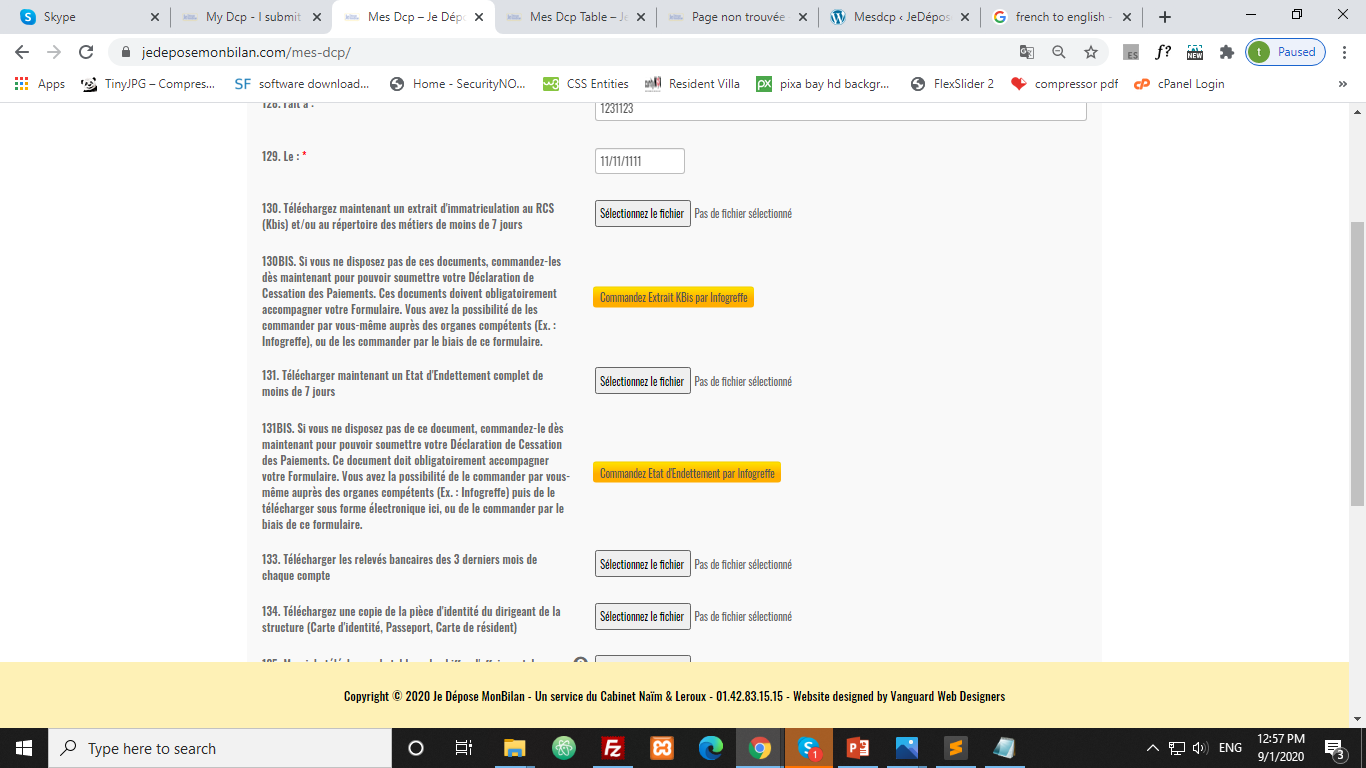 Skype
My Dcp - I submit
Mes Dcp – Je Dépo
Mes Dcp Table – Je
Page non trouvée
Mesdcp ‹ JeDépos
french to english -
jedeposemonbilan.com/mes-dcp/
ES
f?
NEW
t
Paused
Apps
TinyJPG – Compres...
SF
software download...
Home - SecurityNO...
W3
CSS Entities
Resident Villa
px
pixa bay hd backgr...
FlexSlider 2
compressor pdf
cP
cPanel Login
»
128. Fait à :
1231123
129. Le : *
11/11/1111
130. Téléchargez maintenant un extrait d'immatriculation au RCS
(Kbis) et/ou au répertoire des métiers de moins de 7 jours
Sélectionnez le fichier
Pas de fichier sélectionné
130BIS. Si vous ne disposez pas de ces documents, commandez-les
dès maintenant pour pouvoir soumettre votre Déclaration de
Cessation des Paiements. Ces documents doivent obligatoirement
accompagner votre Formulaire. Vous avez la possibilité de les
commander par vous-même auprès des organes compétents (Ex. :
Infogreffe), ou de les commander par le biais de ce formulaire.
Commandez Extrait KBis par Infogreffe
131. Télécharger maintenant un Etat d'Endettement complet de
moins de 7 jours
Sélectionnez le fichier
Pas de fichier sélectionné
131BIS. Si vous ne disposez pas de ce document, commandez-le dès
maintenant pour pouvoir soumettre votre Déclaration de Cessation
des Paiements. Ce document doit obligatoirement accompagner
votre Formulaire. Vous avez la possibilité de le commander par vous-
même auprès des organes compétents (Ex. : Infogreffe) puis de le
télécharger sous forme électronique ici, ou de le commander par le
biais de ce formulaire.
Commandez Etat d'Endettement par Infogreffe
133. Télécharger les relevés bancaires des 3 derniers mois de
chaque compte
Sélectionnez le fichier
Pas de fichier sélectionné
134. Téléchargez une copie de la pièce d'identité du dirigeant de la
structure (Carte d'identité, Passeport, Carte de résident)
Sélectionnez le fichier
Pas de fichier sélectionné
Copyright © 2020 Je Dépose MonBilan - Un service du Cabinet Naïm & Leroux - 01.42.83.15.15 - Website designed by Vanguard Web Designers
Type here to search
ENG
12:57 PM
9/1/2020
3
1